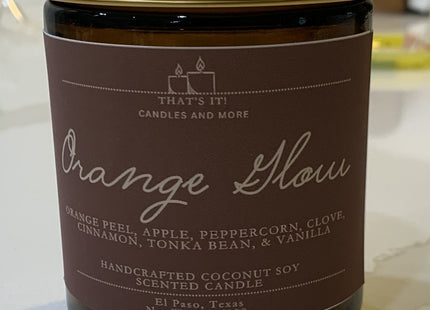 THAT'S IT!
CANDLES AND MORE
Orange Glow
ORANGE PEEL, APPLE, PEPPERCORN, CLOVE,
CINNAMON, TONKA BEAN, & VANILLA
HANDCRAFTED COCONUT SOY
SCENTED CANDLE
El Paso, Texas